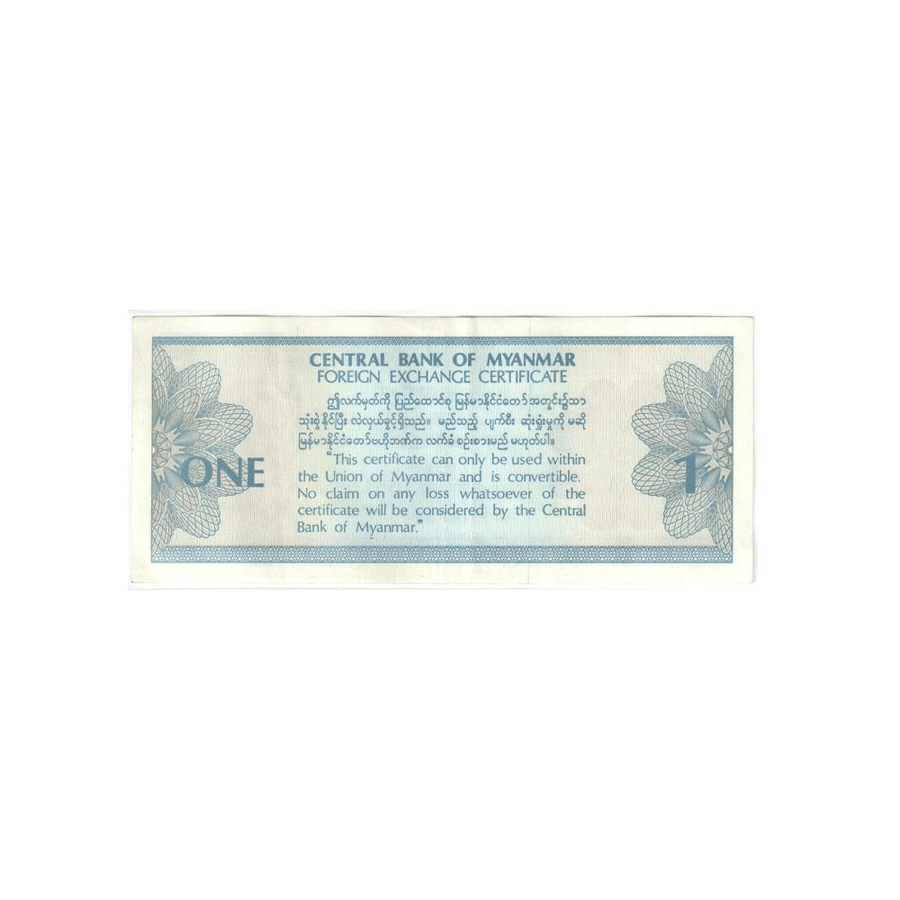 CENTRAL BANK OF MYANMAR
FOREIGN EXCHANGE CERTIFICATE
ဤလက်မှတ်ကို ပြည်ထောင်စု မြန်မာနိုင်ငံတော်အတွင်း၌သာ
သုံးစွဲနိုင်ပြီး လဲလှယ်ခွင့်ရှိသည်။ မည်သည့် ပျက်စီး ဆုံးရှုံးမှုကို မဆို
မြန်မာနိုင်ငံတော်ဗဟိုဘဏ်က လက်ခံ စဉ်းစားမည် မဟုတ်ပါ။
"This certificate can only be used within
the Union of Myanmar and is convertible.
No claim on any loss whatsoever of the
certificate will be considered by the Central
Bank of Myanmar."
ONE
1